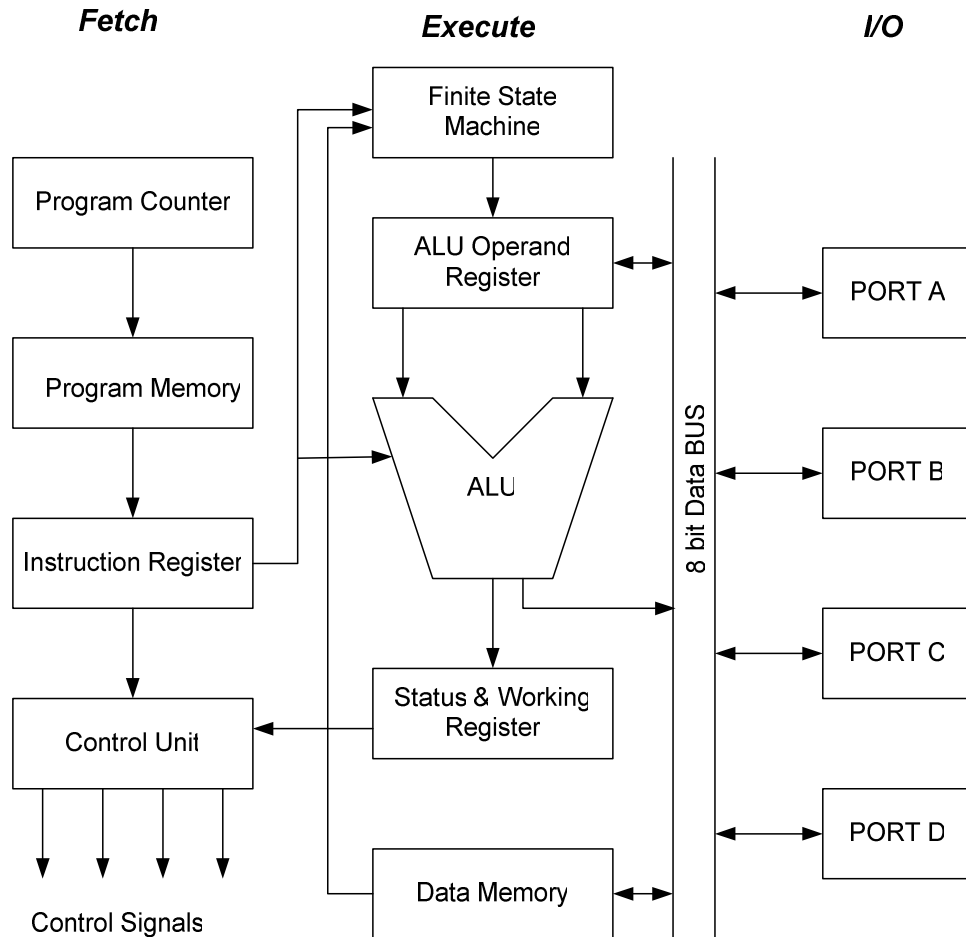 Fetch
Execute
I/O
Finite State
Machine
Program Counter
ALU Operand
Register
PORT A
Program Memory
8 bit Data BUS
PORT B
ALU
Instruction Register
PORT C
Status & Working
Register
Control Unit
PORT D
Data Memory
Control Signals